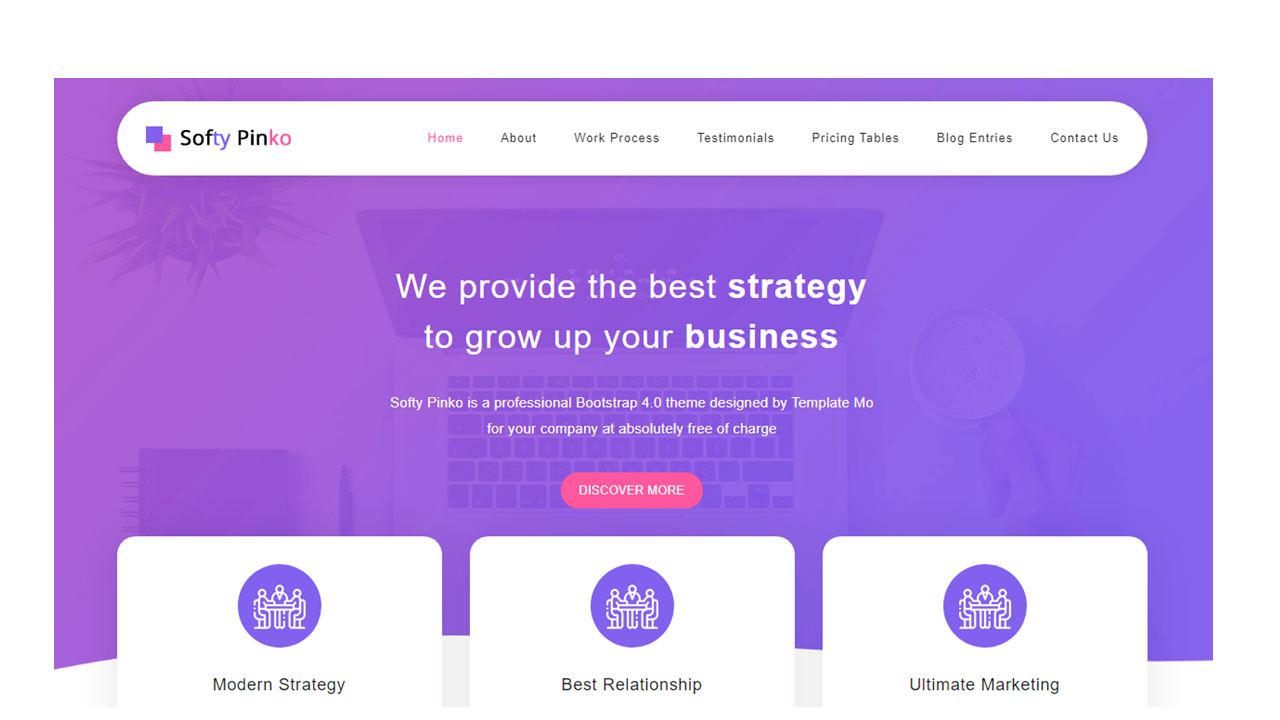 Softy Pinko
Home
About
Work Process
Testimonials
Pricing Tables
Blog Entries
Contact Us
We provide the best strategy
to grow up your business
Softy Pinko is a professional Bootstrap 4.0 theme designed by Template Mo
for your company at absolutely free of charge
DISCOVER MORE
Modern Strategy
Best Relationship
Ultimate Marketing